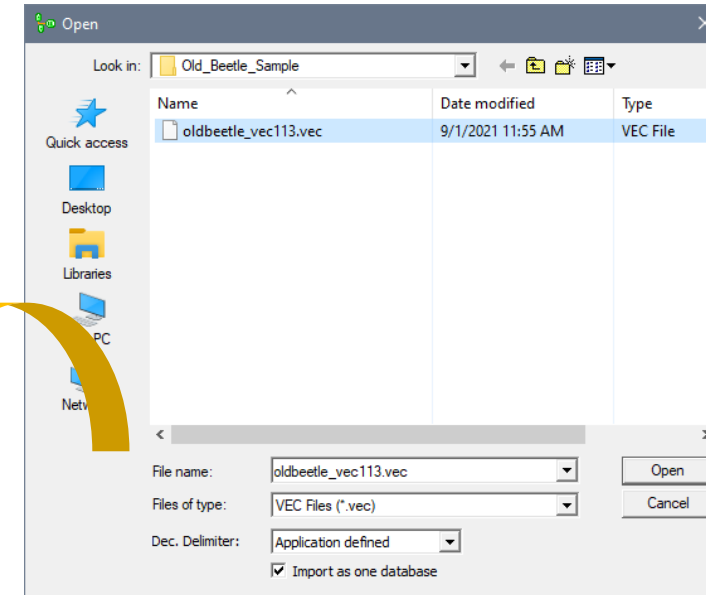 Open
Look in: Old_Beetle_Sample
Name Date modified Type
oldbeetle_vec113.vec 9/1/2021 11:55 AM VEC File
Quick access
Desktop
Libraries
PC
File name: oldbeetle_vec113.vec Open
Files of type: VEC Files (*.vec) Cancel
Dec. Delimiter: Application defined
Import as one database